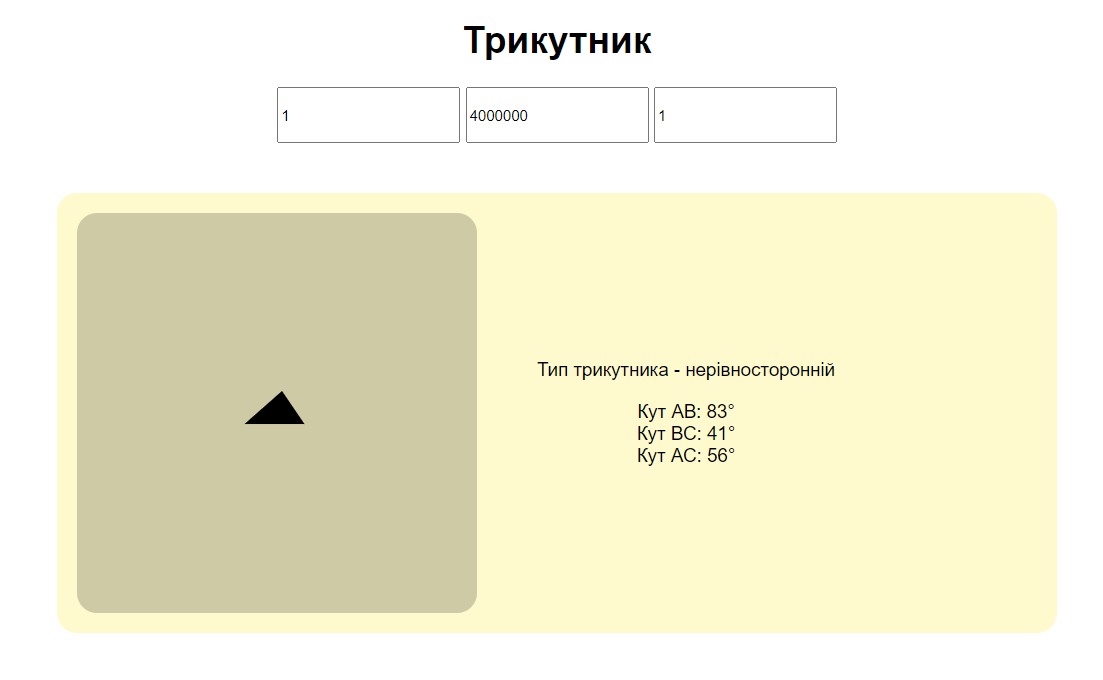 Трикутник
1 4000000 1
Тип трикутника - нерівносторонній
Кут AB: 83°
Кут BC: 41°
Кут AC: 56°